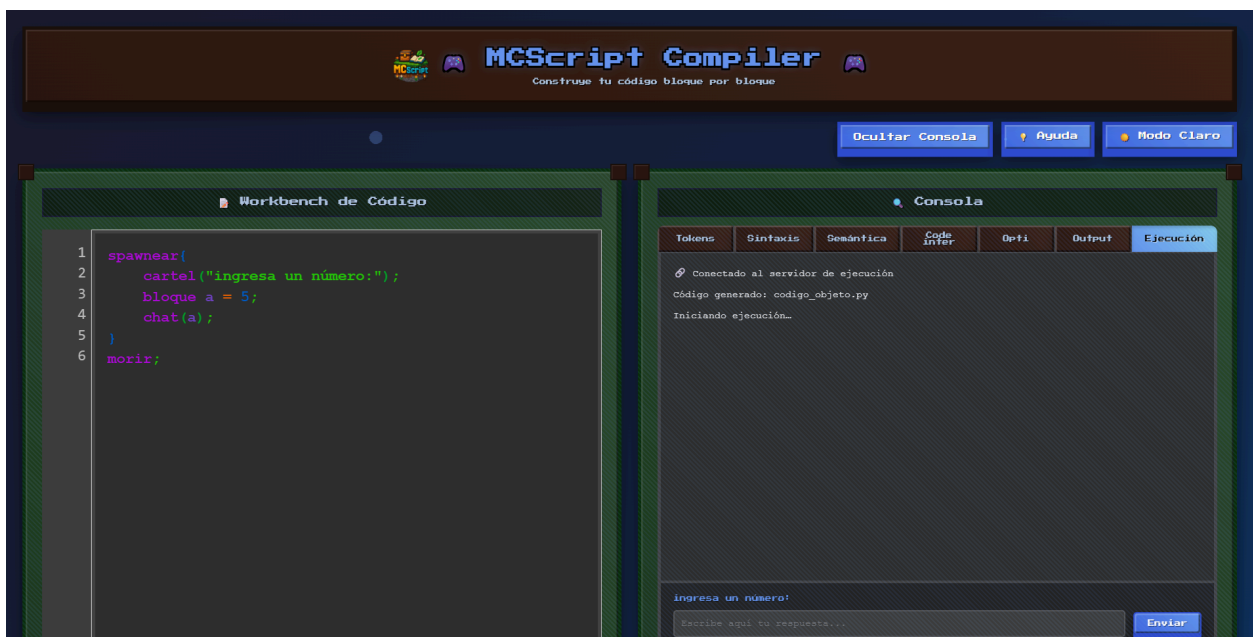 MCScript
MCScript Compiler
Construye tu código bloque por bloque
Ocultar Consola
Ayuda
Modo Claro
Workbench de Código
1 spawnear{
2 cartel("ingresa un número:");
3 bloque a = 5;
4 chat(a);
5 }
6 morir;
Consola
Tokens Sintaxis Semántica Code inter Opti Output Ejecución
Conectado al servidor de ejecución
Código generado: codigo_objeto.py
Iniciando ejecución…
ingresa un número:
Escribe aquí tu respuesta...
Enviar